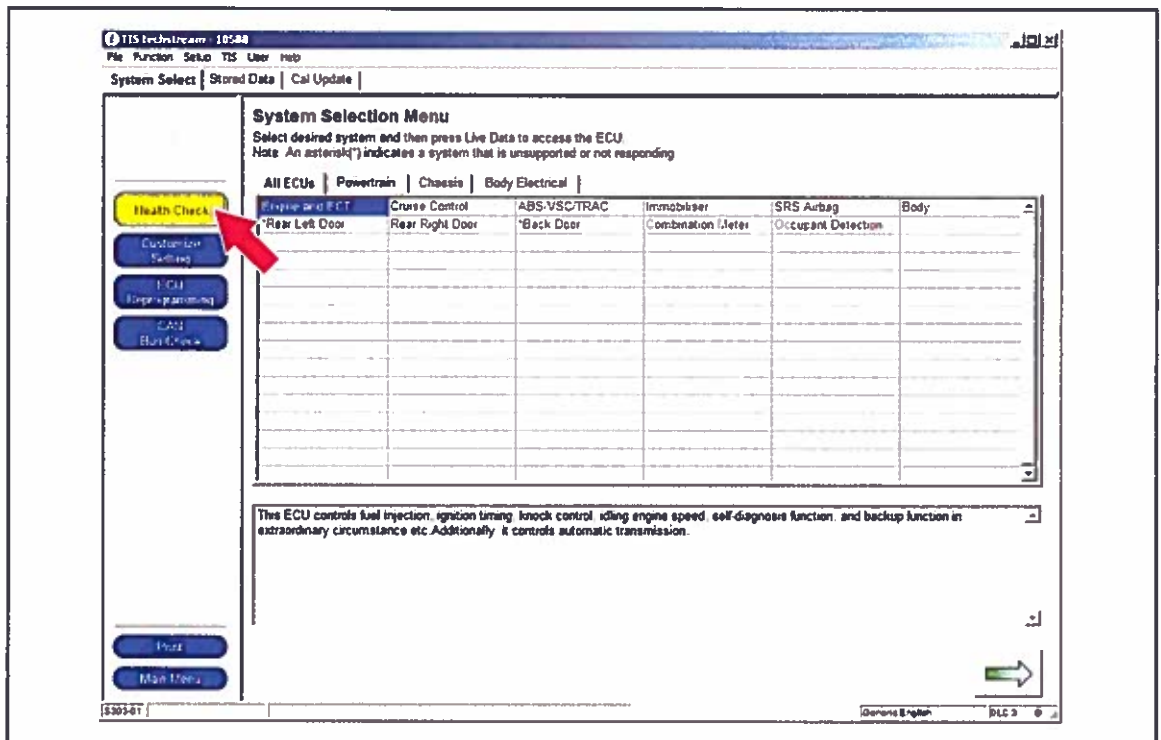 TIS techstream - 10588
File Function Setup TIS User Help
System Select Stored Data Cal Update
System Selection Menu
Select desired system and then press Live Data to access the ECU.
Note: An asterisk(*) indicates a system that is unsupported or not responding
All ECUs Powertrain Chassis Body Electrical
Health Check
Engine and ECT Cruise Control ABS/VSC/TRAC Immobiliser SRS Airbag Body
*Rear Left Door Rear Right Door *Back Door Combination Meter Occupant Detection
Customize
Setting
ECU
Reprogramming
CAN
Bus Check
This ECU controls fuel injection, ignition timing, knock control, idling engine speed, self-diagnosis function, and backup function in
extraordinary circumstance etc.Additionally it controls automatic transmission.
Print
Main Menu
S303-01 Generic English DLC 3